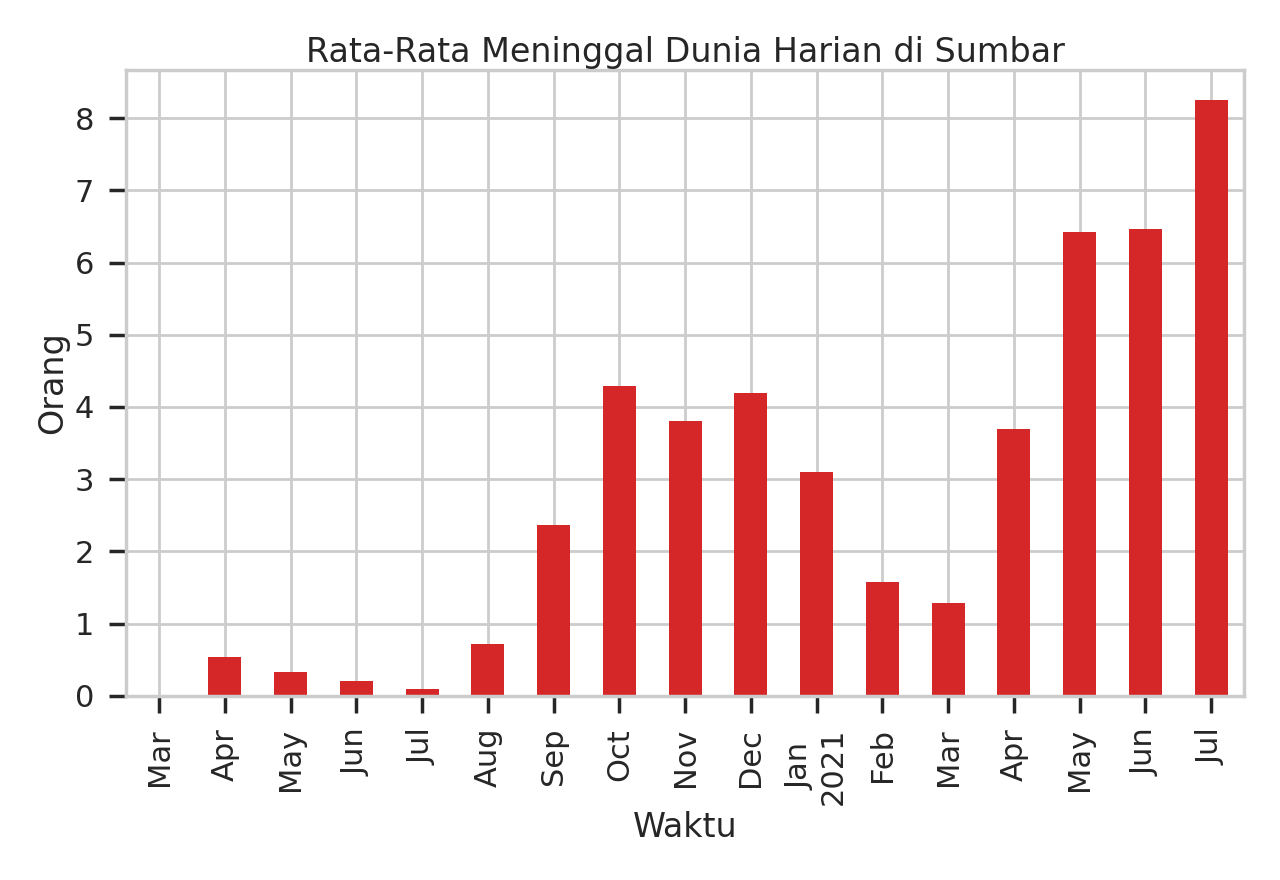 Rata-Rata Meninggal Dunia Harian di Sumbar
Orang
8
7
6
5
4
3
2
1
0
Mar
Apr
May
Jun
Jul
Aug
Sep
Oct
Nov
Dec
Jan
2021
Feb
Mar
Apr
May
Jun
Jul
Waktu